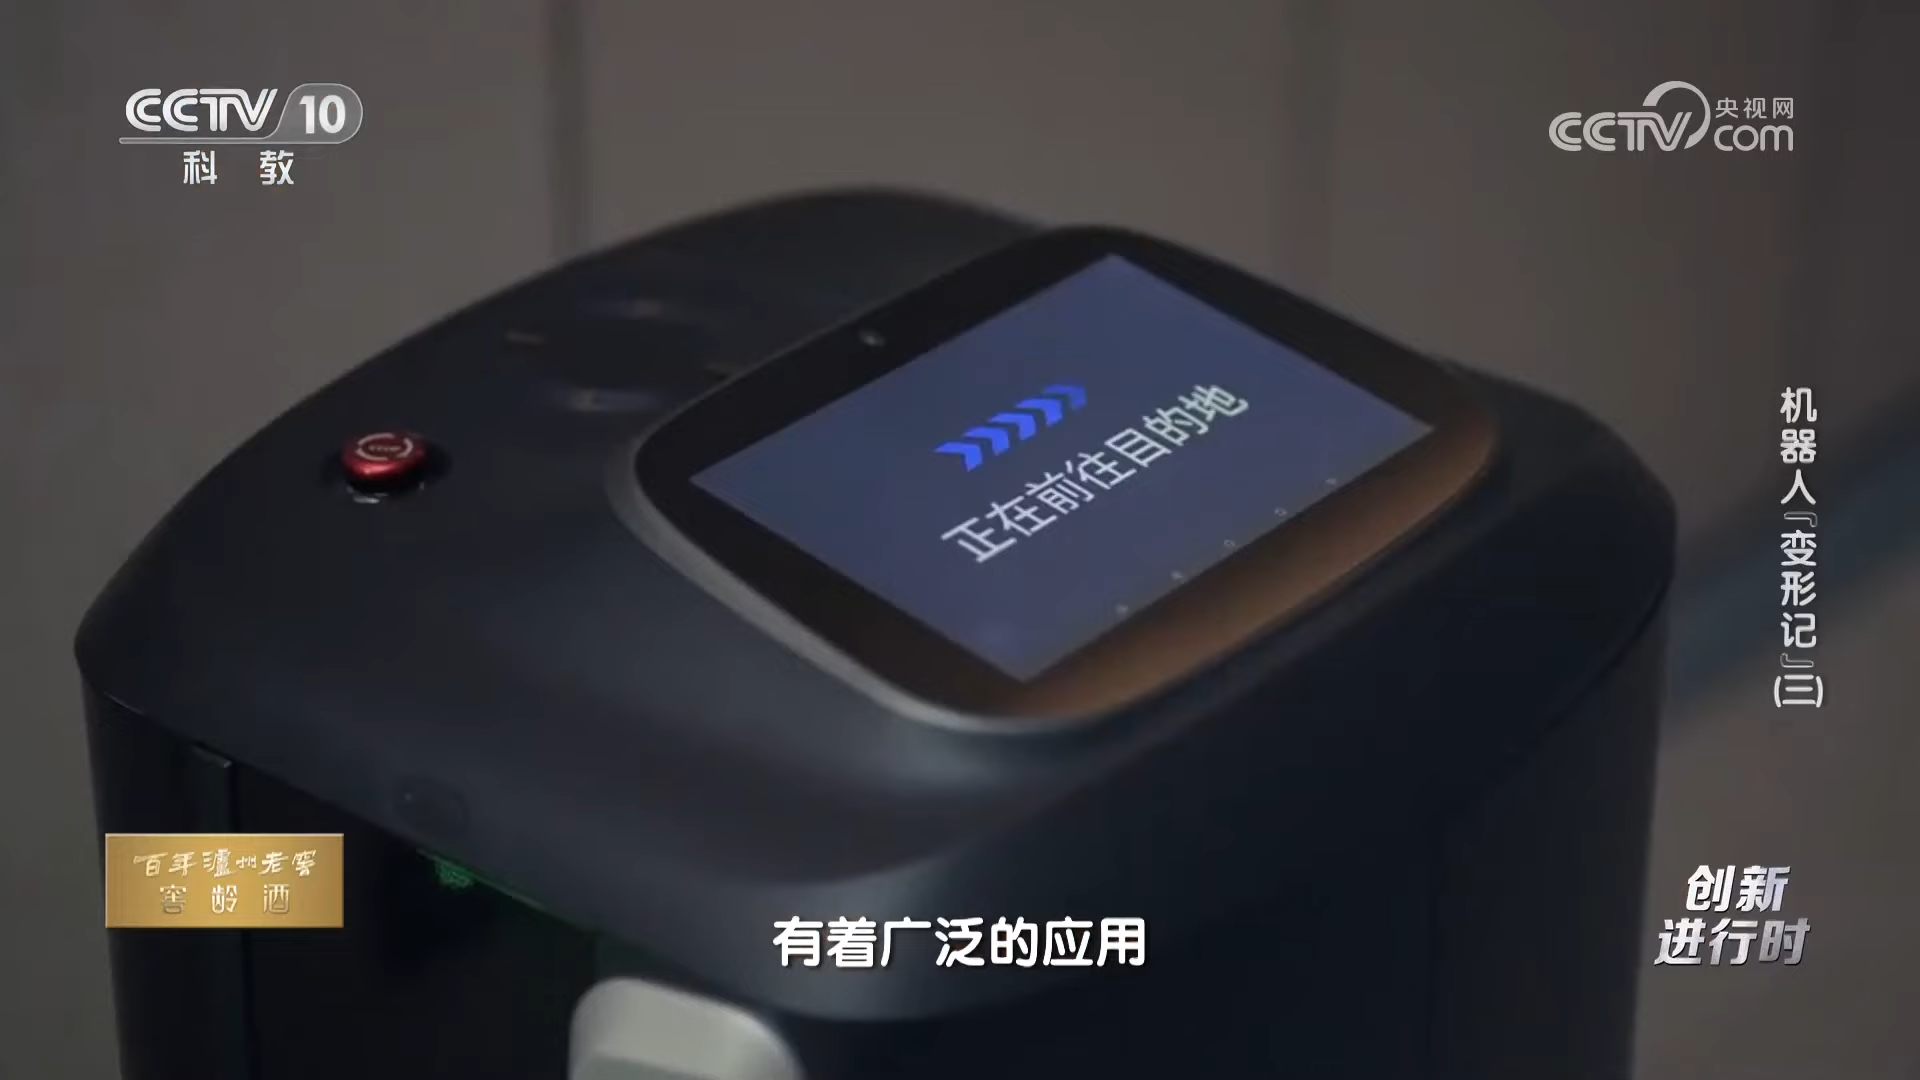 CCTV 10
科 教
央视网
CCTV com
正在前往目的地
机器人『变形记』(三)
百年泸州老窖
窖 龄 酒
创新
进行时
有着广泛的应用